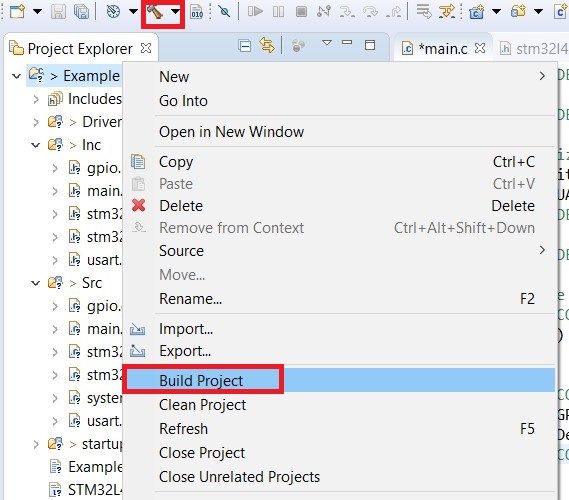 010
Project Explorer
*main.c
stm32l4
> Example
Includes
> Driver
> Inc
gpio.
main.
stm32
stm32
usart.
> Src
gpio.
main.
stm32
stm32
system
usart.
> startup
Example
STM32L4
New
Go Into
Open in New Window
Copy Ctrl+C
Paste Ctrl+V
Delete Delete
Remove from Context Ctrl+Alt+Shift+Down
Source
Move...
Rename... F2
Import...
Export...
Build Project
Clean Project
Refresh F5
Close Project
Close Unrelated Projects